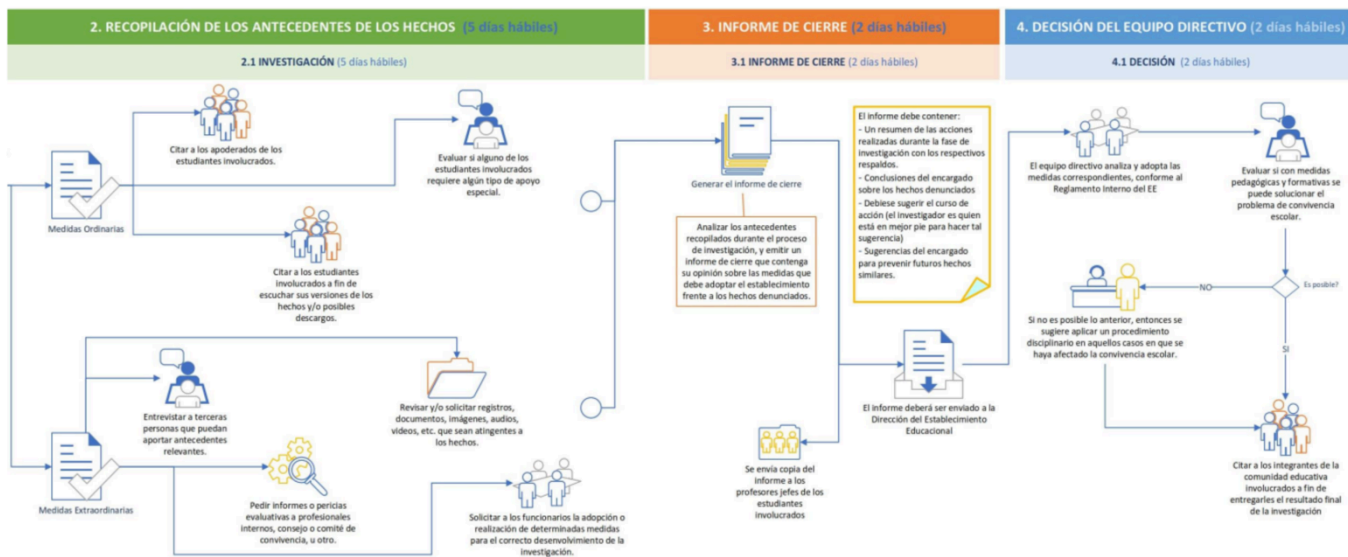 2. RECOPILACIÓN DE LOS ANTECEDENTES DE LOS HECHOS (5 días hábiles)
2.1 INVESTIGACIÓN (5 días hábiles)
Citar a los apoderados de los
estudiantes involucrados.
Evaluar si alguno de los
estudiantes involucrados
requiere algún tipo de apoyo
especial.
Medidas Ordinarias
Citar a los estudiantes
involucrados a fin de
escuchar sus versiones de los
hechos y/o posibles
descargos.
Entrevistar a terceras
personas que puedan
aportar antecedentes
relevantes.
Revisar y/o solicitar registros,
documentos, imágenes, audios,
videos, etc. que sean atingentes
a los hechos.
Medidas Extraordinarias
Pedir informes o pericias
evaluativas a profesionales
internos, consejo o comité de
convivencia, u otro.
Solicitar a los funcionarios la adopción o
realización de determinadas medidas
para el correcto desenvolvimiento de la
investigación.
3. INFORME DE CIERRE (2 días hábiles)
3.1 INFORME DE CIERRE (2 días hábiles)
Generar el informe de cierre
Analizar los antecedentes
recopilados durante el proceso
de investigación, y emitir un
informe de cierre que contenga
su opinión sobre las medidas que
debe adoptar el establecimiento
frente a los hechos denunciados.
El informe debe contener:
- Un resumen de las acciones
realizadas durante la fase de
investigación con los respectivos
respaldos.
- Conclusiones del encargado
sobre los hechos denunciados
- Debiese sugerir el curso de
acción (el investigador es quien
está en mejor pie para hacer tal
sugerencia)
- Sugerencias del encargado
para prevenir futuros hechos
similares.
El informe deberá ser enviado a la
Dirección del Establecimiento
Educacional
Se envía copia del
informe a los
profesores jefes de los
estudiantes
involucrados
4. DECISIÓN DEL EQUIPO DIRECTIVO (2 días hábiles)
4.1 DECISIÓN (2 días hábiles)
El equipo directivo analiza y adopta las
medidas correspondientes, conforme al
Reglamento Interno del EE
Evaluar si con medidas
pedagógicas y formativas se
puede solucionar el
problema de convivencia
escolar.
Es posible?
NO
SI
Si no es posible lo anterior, entonces se
sugiere aplicar un procedimiento
disciplinario en aquellos casos en que se
haya afectado la convivencia escolar.
Citar a los integrantes de la
comunidad educativa
involucrados a fin de
entregarles el resultado final
de la investigación